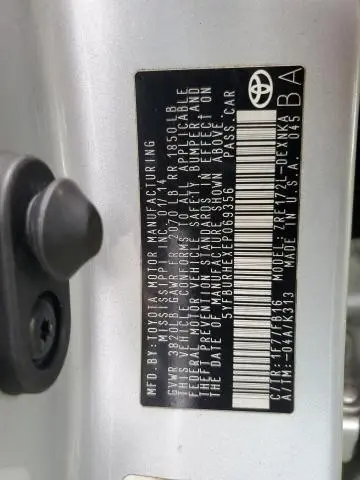 MFD.BY:TOYOTA MOTOR MANUFACTURING
MISSISSIPPI INC. 01/14
GVWR 3820LB GAWR FR 2070 LB RR 1850 LB
THIS VEHICLE CONFORMS TO ALL APPLICABLE
FEDERAL MOTOR VEHICLE SAFETY BUMPER, AND
THEFT PREVENTION STANDARDS IN EFFECT ON
THE DATE OF MANUFACTURE SHOWN ABOVE.
5YFBURHEXEP069356 PASS.CAR
C/TR:1F7/FB16 MODEL:ZRE172L-DEXNKA
A/TM:-04A/K313 MADE IN U.S.A. U45
BA